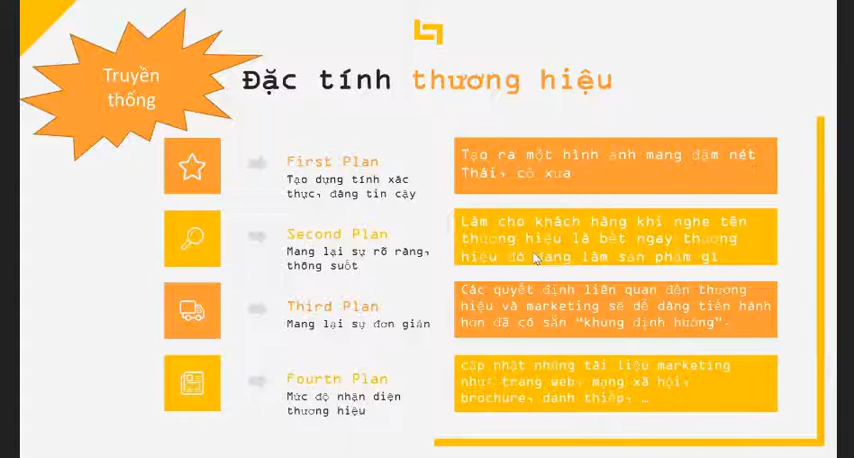 Truyền
thống
Đặc tính thương hiệu
First Plan
Tạo dựng tính xác
thực, đáng tin cậy
Tạo ra một hình ảnh mang đậm nét
Thái, cổ xưa
Second Plan
Mang lại sự rõ ràng,
thông suốt
Làm cho khách hàng khi nghe tên
thương hiệu là bết ngay thương
hiệu đó đang làm sản phẩm gì
Third Plan
Mang lại sự đơn giản
Các quyết định liên quan đến thương
hiệu và marketing sẽ dễ dàng tiến hành
hơn đã có sẵn “khung định hướng”.
Fourth Plan
Mức độ nhận diện
thương hiệu
cập nhật những tài liệu marketing
như: trang web, mạng xã hội,
brochure, danh thiếp, …